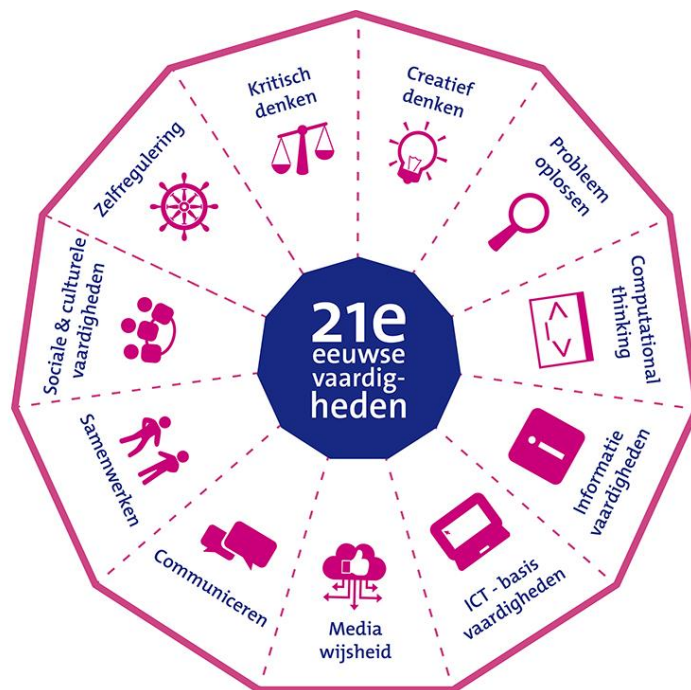 21e
eeuwse
vaardig-
heden
Kritisch
denken
Creatief
denken
Probleem
oplossen
Computational
thinking
Informatie
vaardigheden
ICT - basis
vaardigheden
Media
wijsheid
Communiceren
Samenwerken
Sociale & culturele
vaardigheden
Zelfregulering